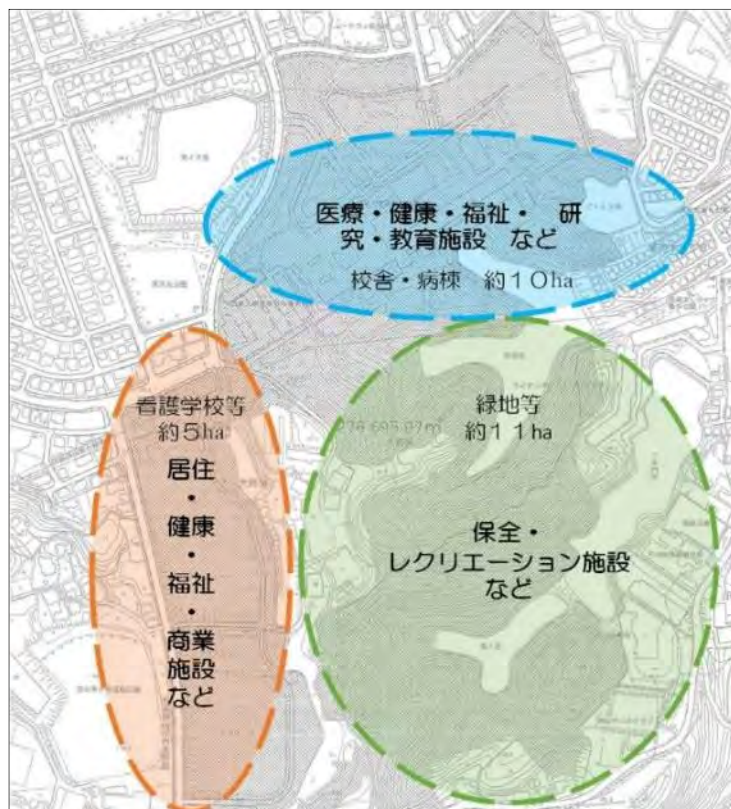 医療・健康・福祉・ 研
究・教育施設 など
校舎・病棟 約１０ha
看護学校等
約５ha
居住
・
健康
・
福祉
・
商業
施設
など
緑地等
約１１ha
保全・
レクリエーション施設
など